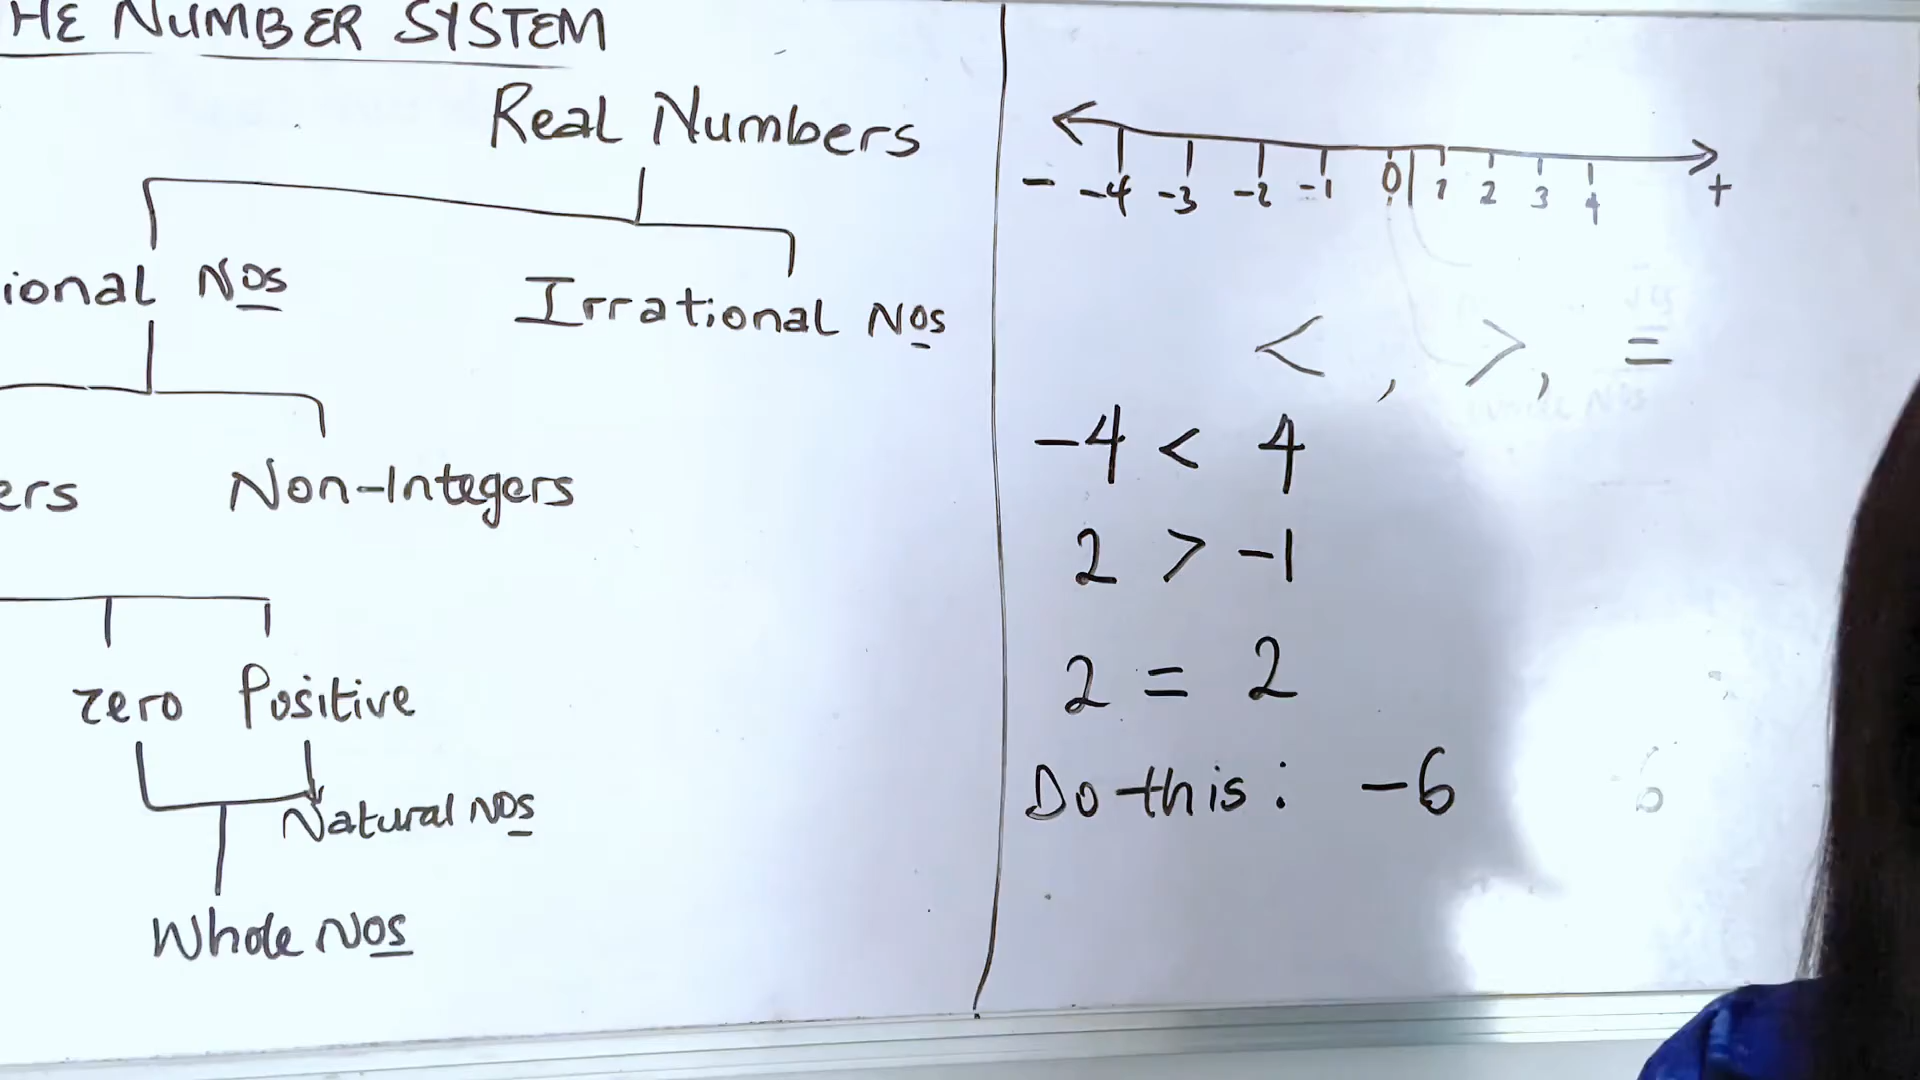 HE NUMBER SYSTEM
Real Numbers
ional Nos
Irrational Nos
ers
Non-Integers
zero
Positive
Natural Nos
Whole Nos
- -4 -3 -2 -1 0 1 2 3 4 +
< , >, =
-4 < 4
2 > -1
2 = 2
Do this: -6